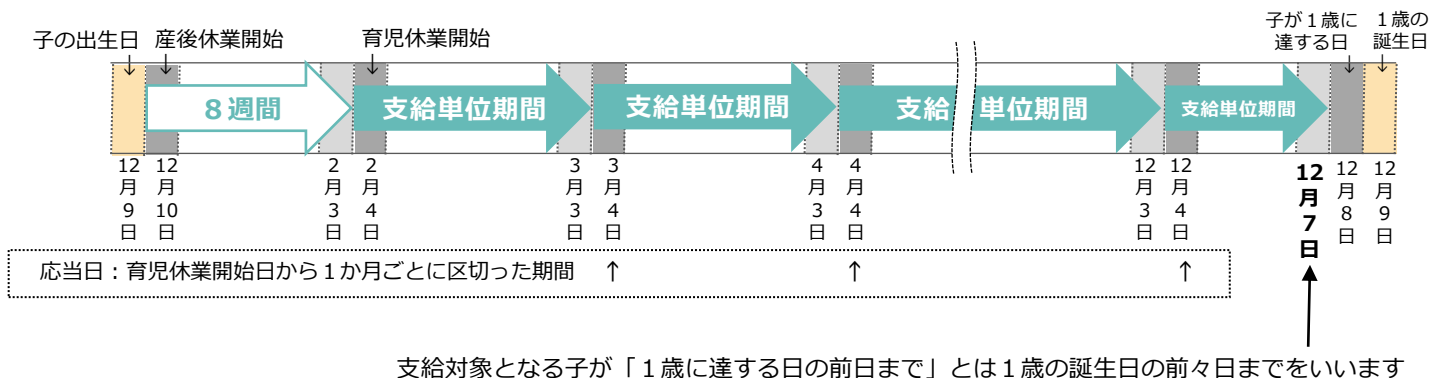 子の出生日 産後休業開始 育児休業開始 子が１歳に達する日 １歳の誕生日
↓ ↓ ↓ ↓ ↓
８週間 支給単位期間 支給単位期間 支給単位期間 支給単位期間
12月9日 12月10日 2月3日 2月4日 3月3日 3月4日 4月3日 4月4日 12月3日 12月4日 12月7日 12月8日 12月9日
応当日：育児休業開始日から１か月ごとに区切った期間 ↑ ↑ ↑
支給対象となる子が「１歳に達する日の前日まで」とは１歳の誕生日の前々日までをいいます